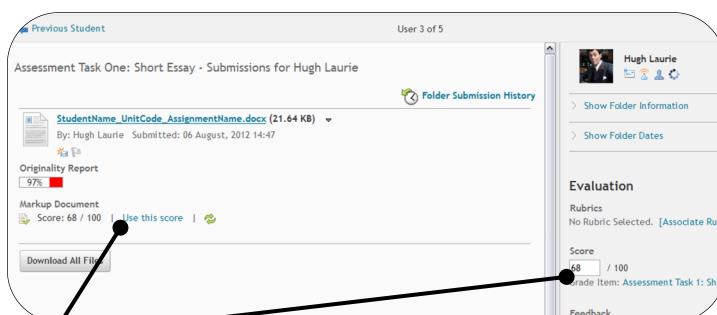 Previous Student
User 3 of 5
Assessment Task One: Short Essay - Submissions for Hugh Laurie
Folder Submission History
StudentName_UnitCode_AssignmentName.docx (21.64 KB)
By: Hugh Laurie Submitted: 06 August, 2012 14:47
Originality Report
97%
Markup Document
Score: 68 / 100 | Use this score |
Download All Files
Hugh Laurie
Show Folder Information
Show Folder Dates
Evaluation
Rubrics
No Rubric Selected. [Associate Ru
Score
68 / 100
Grade Item: Assessment Task 1: Sh
Feedback